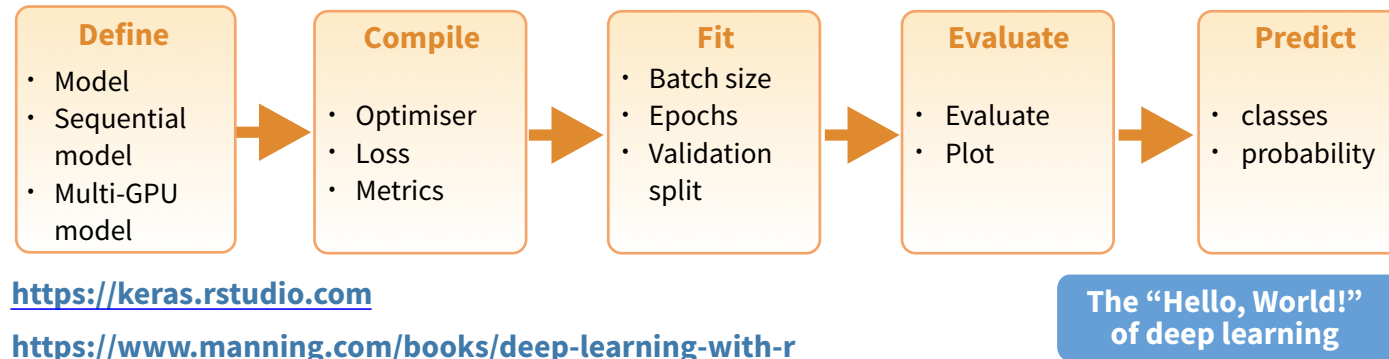 Define
• Model
• Sequential
model
• Multi-GPU
model
Compile
• Optimiser
• Loss
• Metrics
Fit
• Batch size
• Epochs
• Validation
split
Evaluate
• Evaluate
• Plot
Predict
• classes
• probability
https://keras.rstudio.com
https://www.manning.com/books/deep-learning-with-r
The “Hello, World!”
of deep learning